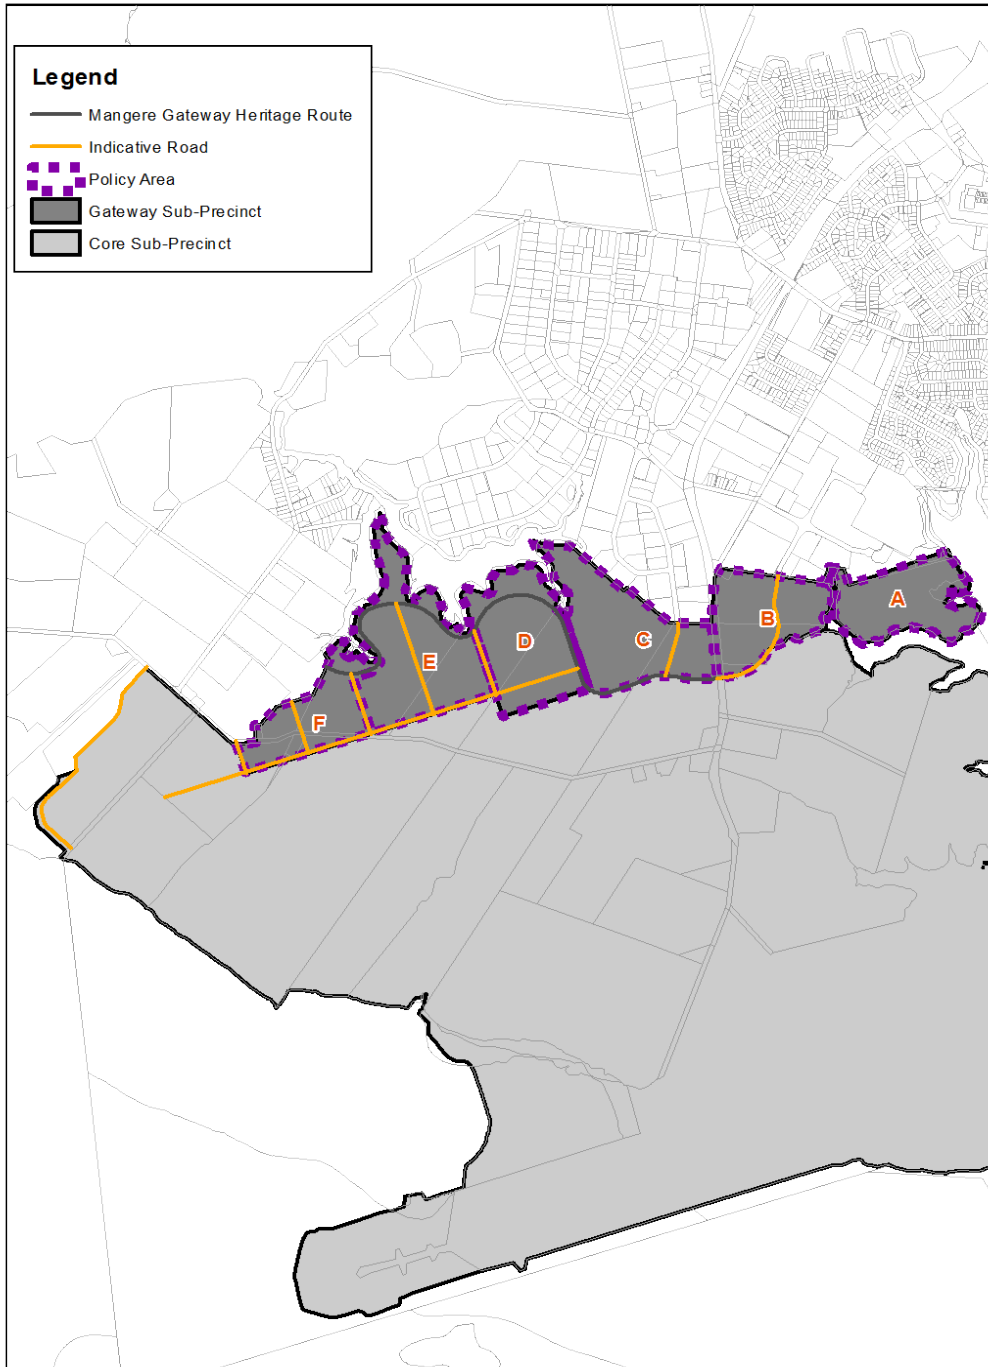 Legend
Mangere Gateway Heritage Route
Indicative Road
Policy Area
Gateway Sub-Precinct
Core Sub-Precinct
A
B
C
D
E
F